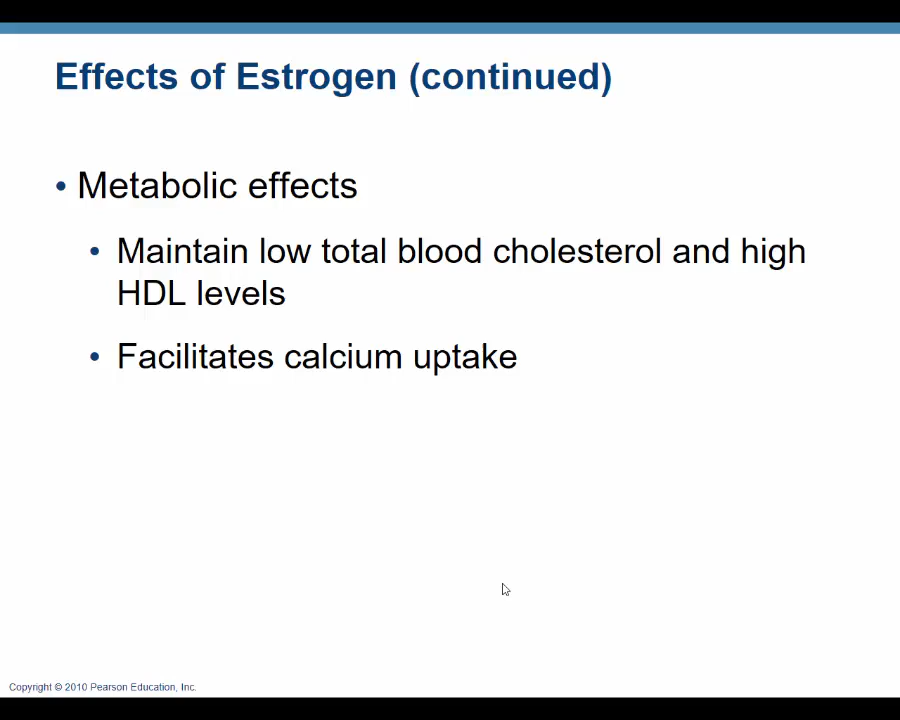 Effects of Estrogen (continued)
• Metabolic effects
• Maintain low total blood cholesterol and high
HDL levels
• Facilitates calcium uptake
Copyright © 2010 Pearson Education, Inc.